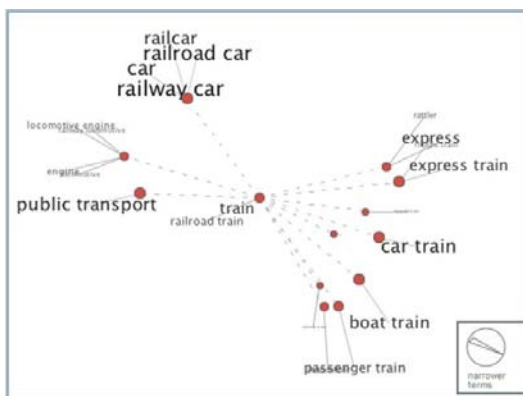 railcar
railroad car
car
railway car
locomotive engine
engine
locomotive
public transport
train
railroad train
rattler
express
express train
car train
boat train
passenger train
narrower
terms